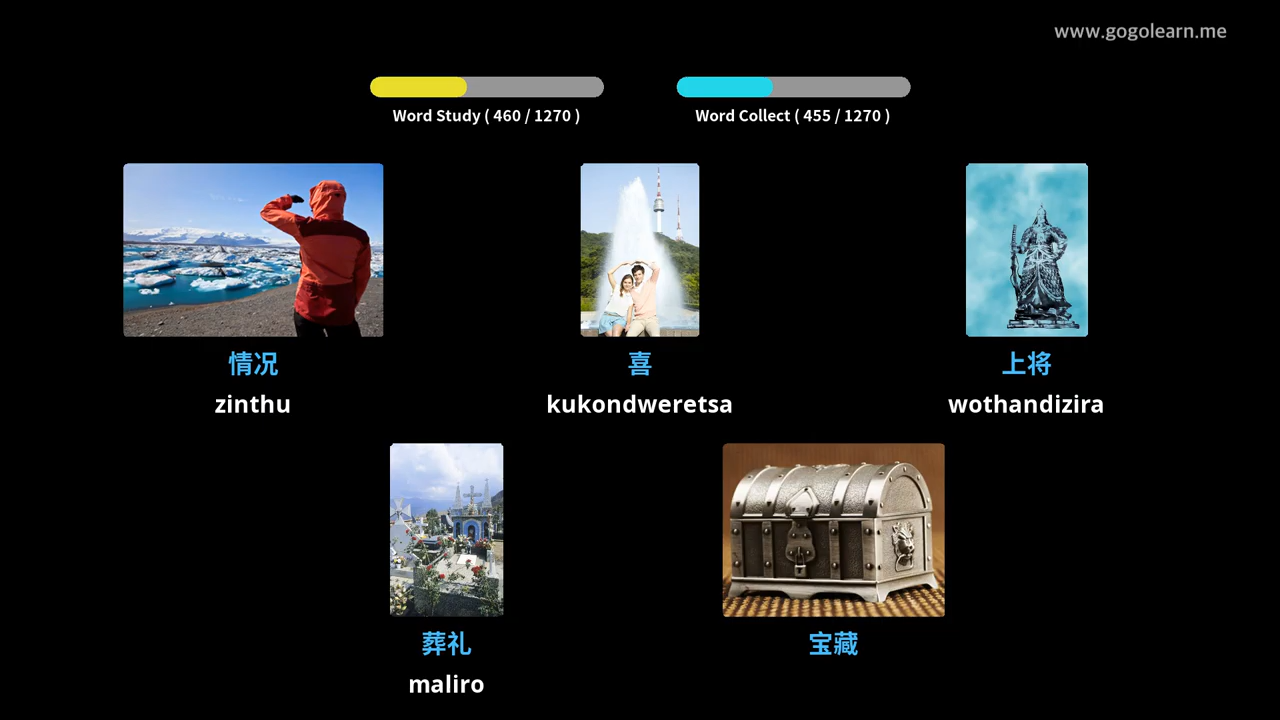 www.gogolearn.me
Word Study ( 460 / 1270 )
Word Collect ( 455 / 1270 )
情况
zinthu
喜
kukondweretsa
上将
wothandizira
葬礼
maliro
宝藏